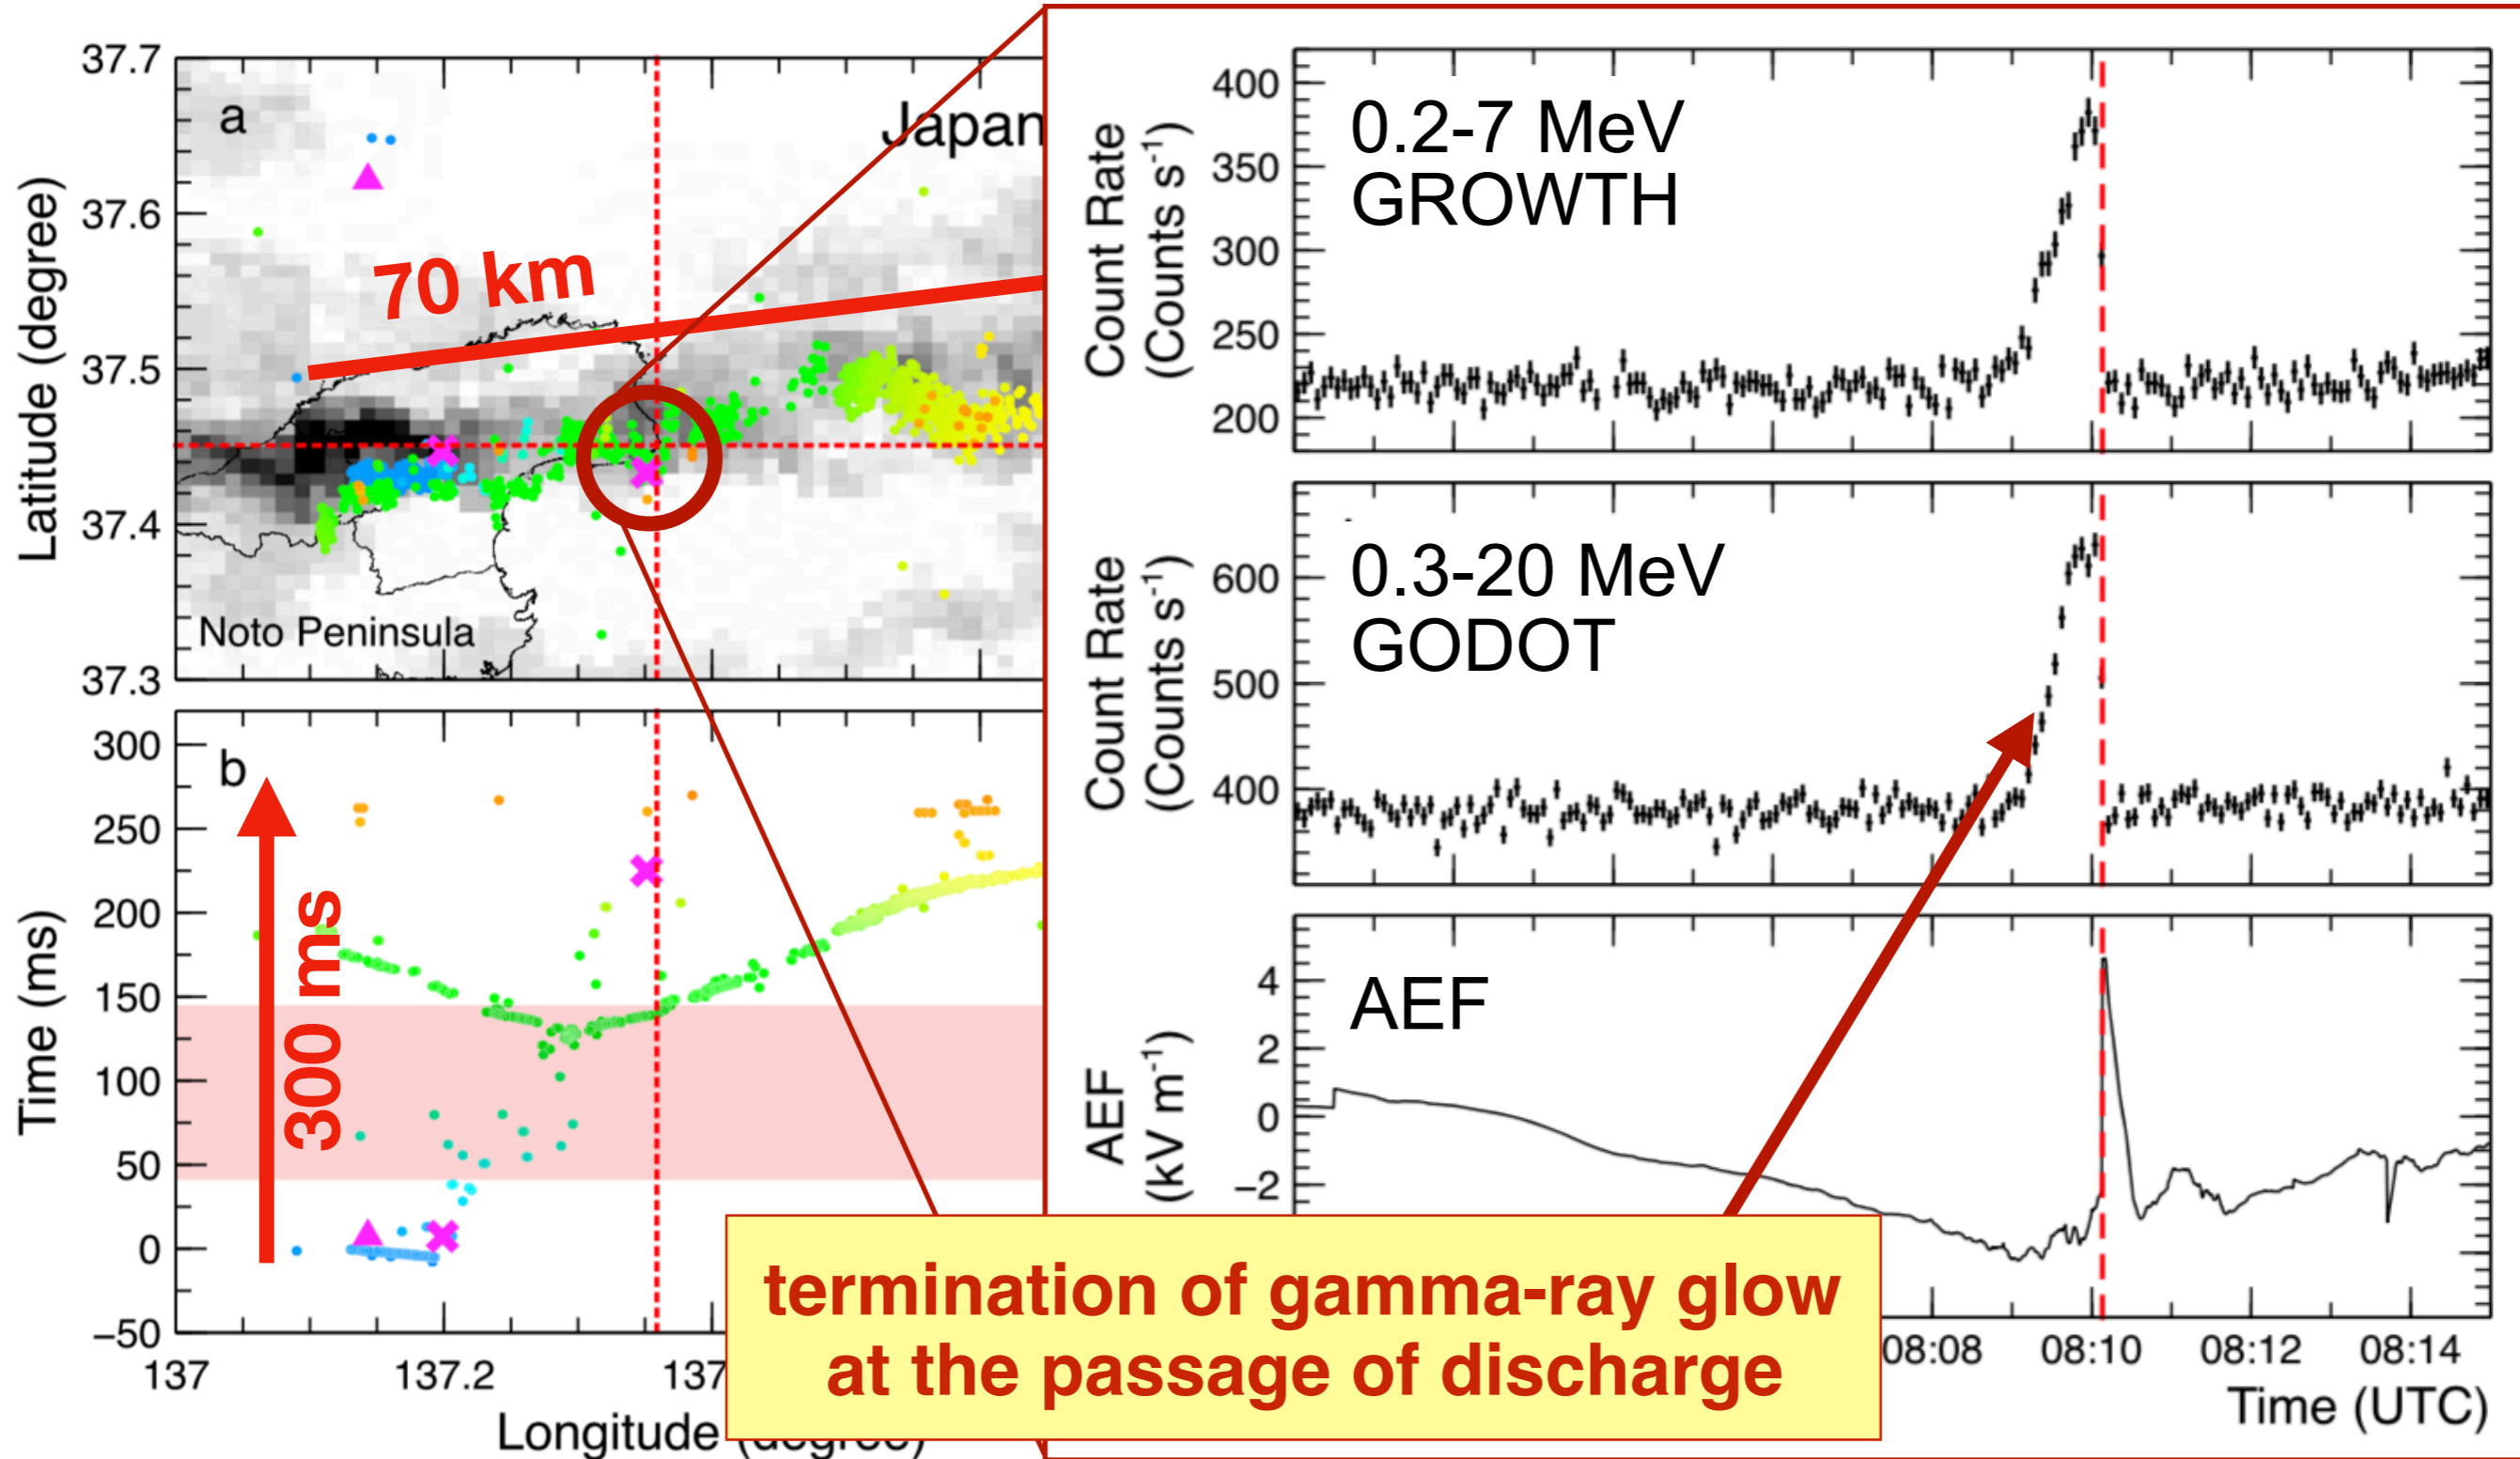 37.7
37.6
37.5
37.4
37.3
Latitude (degree)
a
Japan
70 km
Noto Peninsula
300
250
200
150
100
50
0
−50
Time (ms)
b
300 ms
137
137.2
137
Longitude (degree)
400
350
300
250
200
Count Rate
(Counts s⁻¹)
0.2-7 MeV
GROWTH
600
500
400
Count Rate
(Counts s⁻¹)
0.3-20 MeV
GODOT
4
2
0
−2
AEF
(kV m⁻¹)
AEF
termination of gamma-ray glow
at the passage of discharge
08:08
08:10
08:12
08:14
Time (UTC)